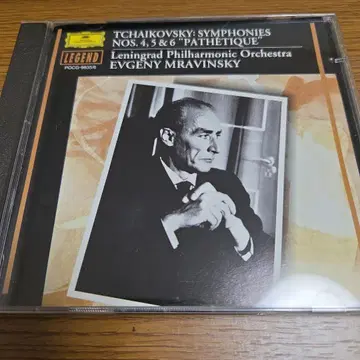 TCHAIKOVSKY: SYMPHONIES
NOS. 4, 5 & 6 "PATHÉTIQUE"
LEGEND
Leningrad Philharmonic Orchestra
EVGENY MRAVINSKY